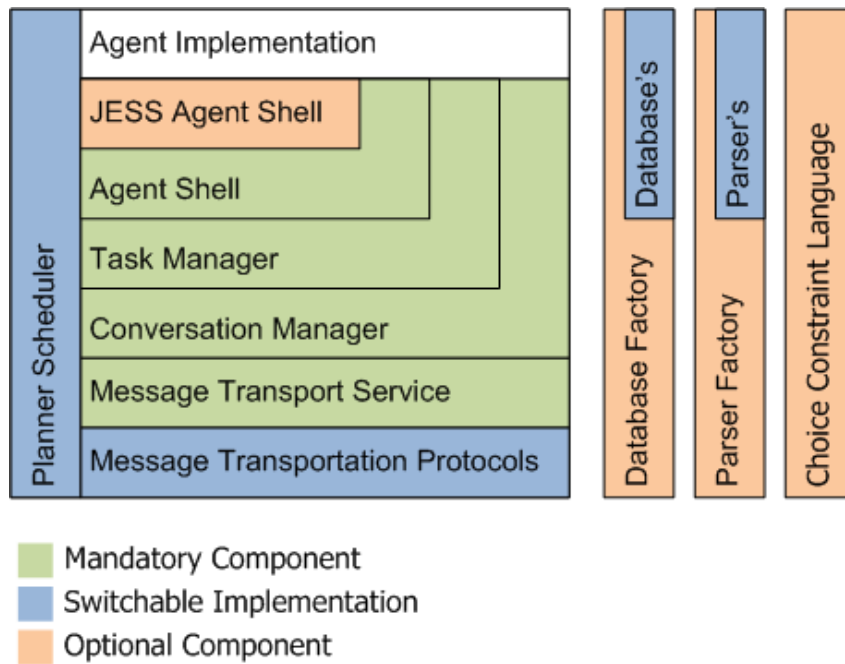 Planner Scheduler
Agent Implementation
JESS Agent Shell
Agent Shell
Task Manager
Conversation Manager
Message Transport Service
Message Transportation Protocols
Database's
Database Factory
Parser's
Parser Factory
Choice Constraint Language
Mandatory Component
Switchable Implementation
Optional Component